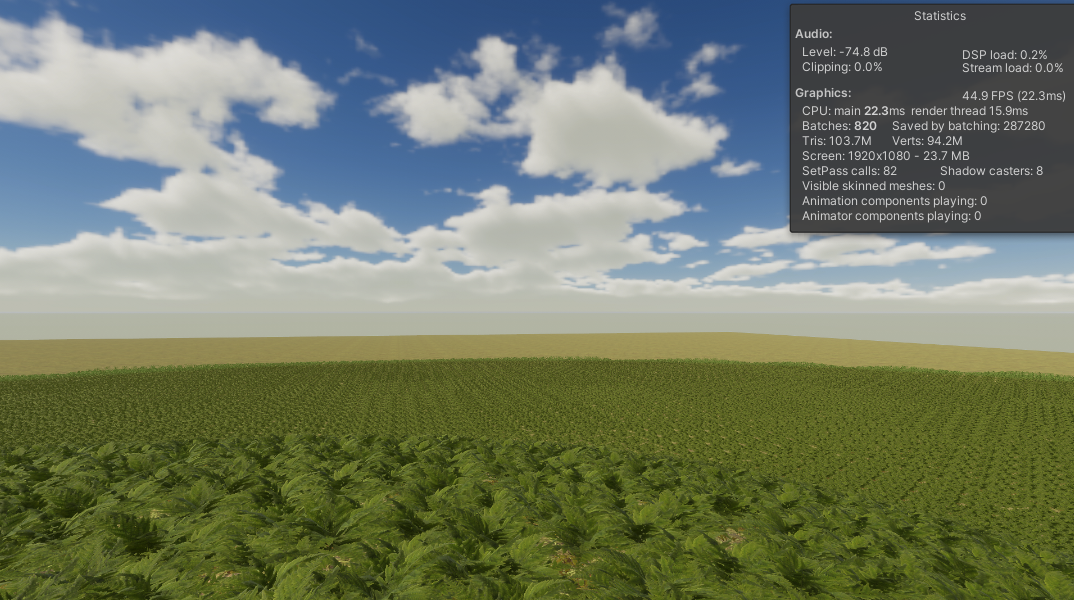 Statistics
Audio:
Level: -74.8 dB DSP load: 0.2%
Clipping: 0.0% Stream load: 0.0%
Graphics: 44.9 FPS (22.3ms)
CPU: main 22.3ms render thread 15.9ms
Batches: 820 Saved by batching: 287280
Tris: 103.7M Verts: 94.2M
Screen: 1920x1080 - 23.7 MB
SetPass calls: 82 Shadow casters: 8
Visible skinned meshes: 0
Animation components playing: 0
Animator components playing: 0